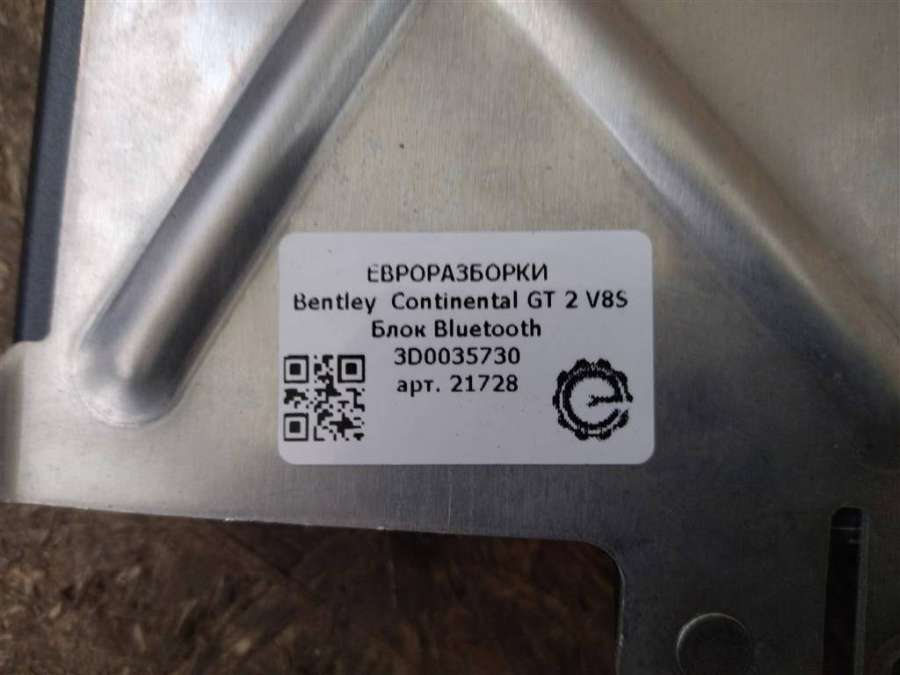 ЕВРОРАЗБОРКИ
Bentley Continental GT 2 V8S
Блок Bluetooth
3D0035730
арт. 21728